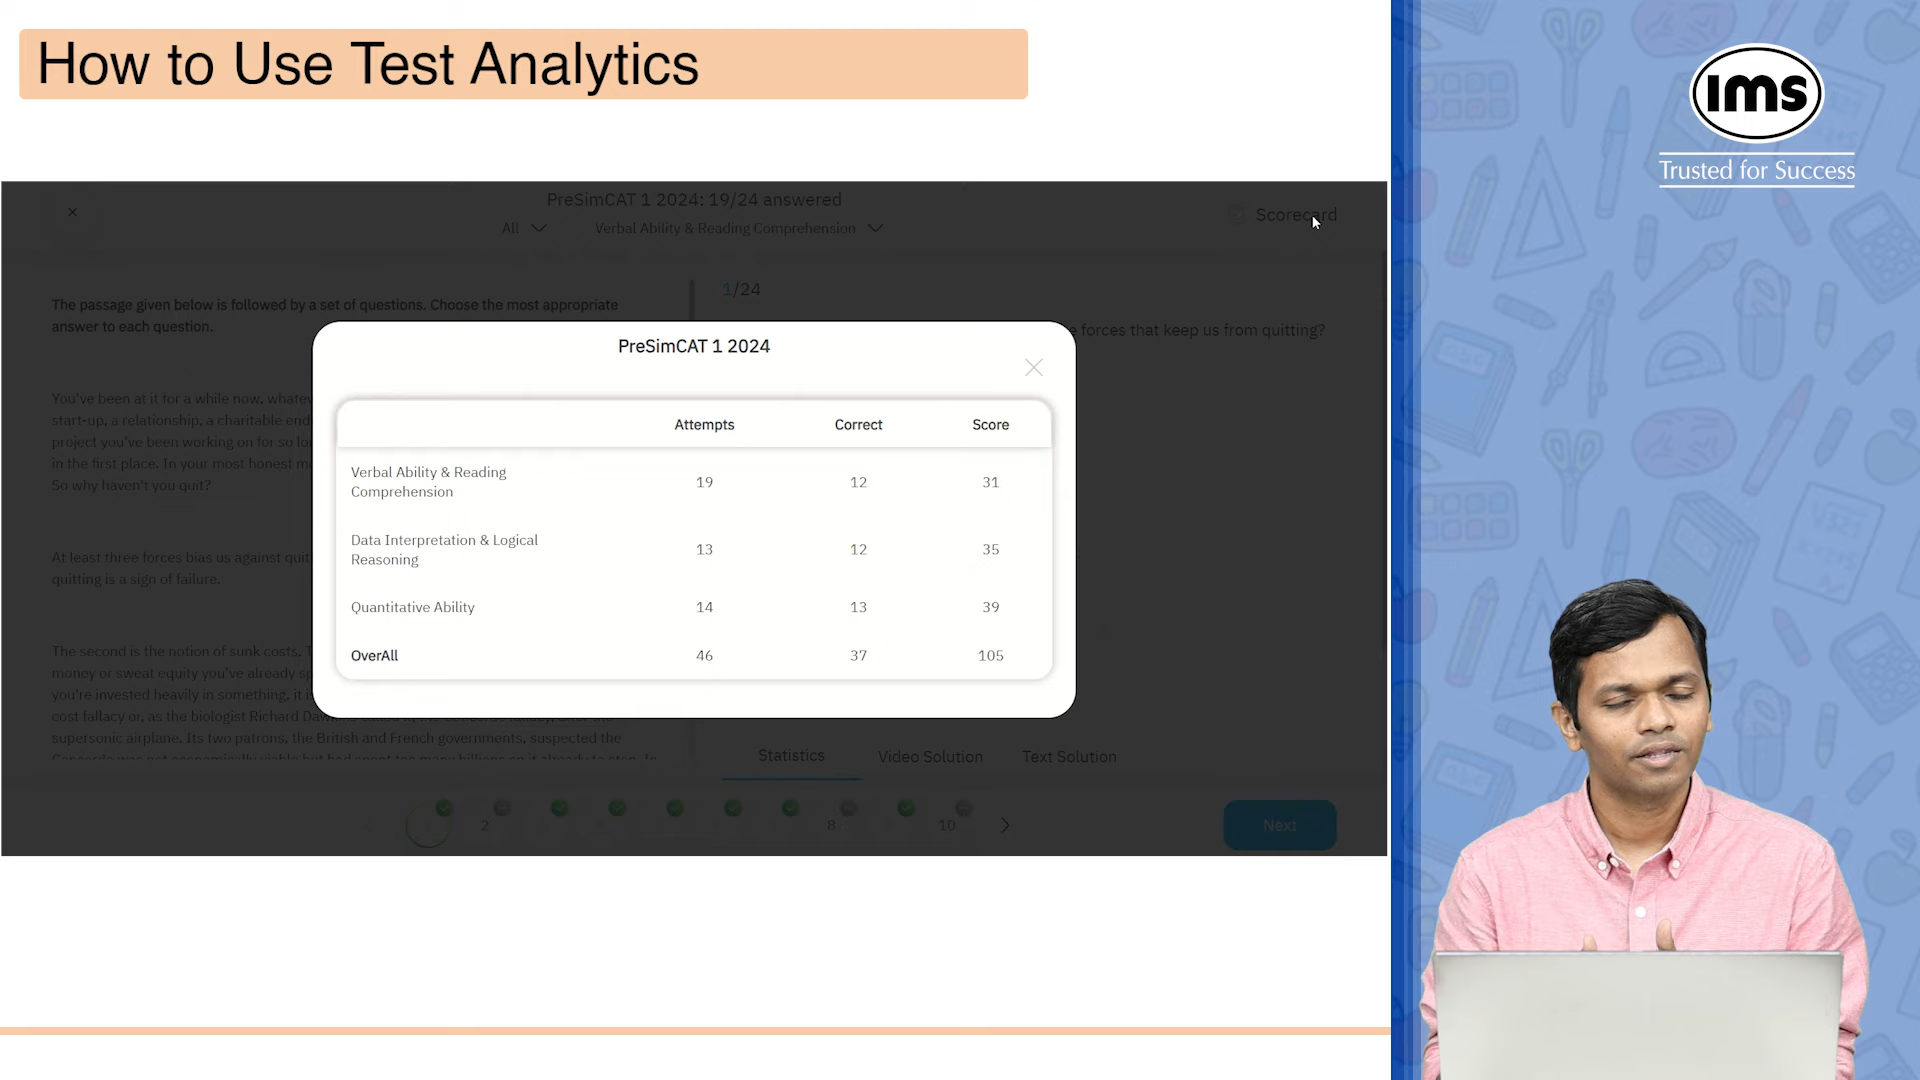 How to Use Test Analytics
ims
Trusted for Success
PreSimCAT 1 2024: 19/24 answered
All
Verbal Ability & Reading Comprehension
Scorecard
The passage given below is followed by a set of questions. Choose the most appropriate
answer to each question.
1/24
forces that keep us from quitting?
You've been at it for a while now,
start-up, a relationship, a charitable
project you've been working on for so
in the first place. In your most honest
So why haven't you quit?
At least three forces bias us against
quitting is a sign of failure.
The second is the notion of sunk costs.
money or sweat equity you've already
you're invested heavily in something, it
cost fallacy or, as the biologist Richard
supersonic airplane. Its two patrons, the British and French governments, suspected the
PreSimCAT 1 2024
Attempts Correct Score
Verbal Ability & Reading
Comprehension 19 12 31
Data Interpretation & Logical
Reasoning 13 12 35
Quantitative Ability 14 13 39
OverAll 46 37 105
Statistics Video Solution Text Solution
2 8 10
Next